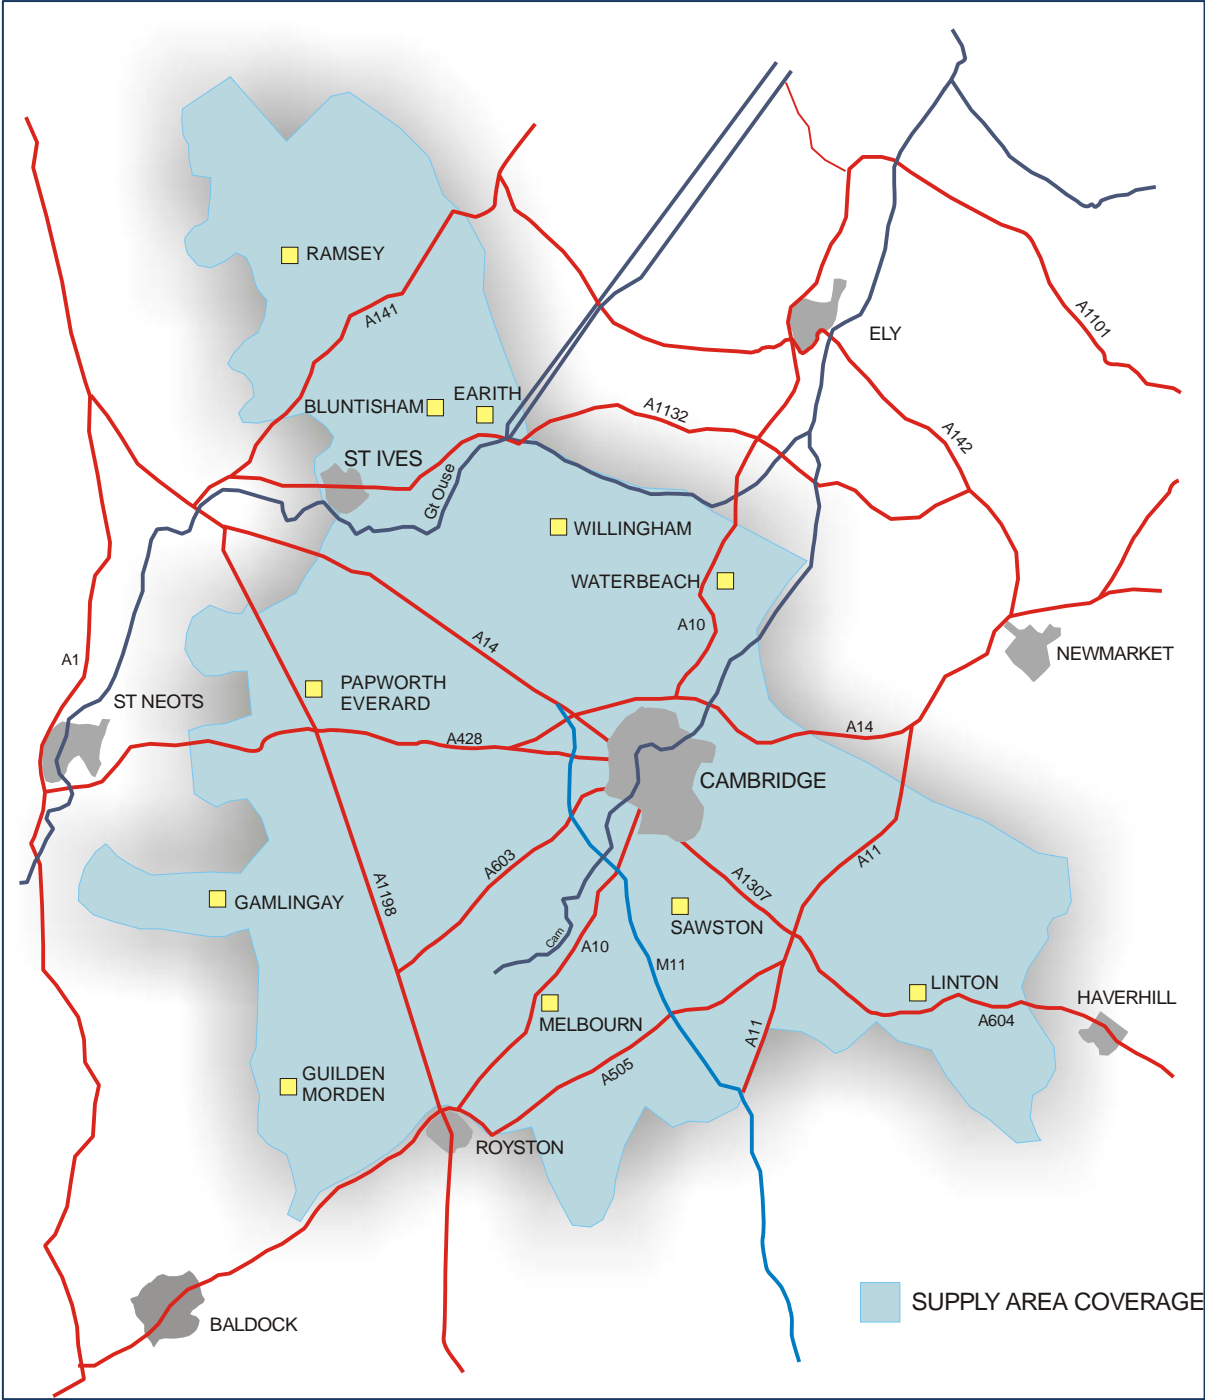 RAMSEY
A141
A1101
ELY
EARITH
BLUNTISHAM
A1132
A142
ST IVES
Gt Ouse
WILLINGHAM
WATERBEACH
A10
A14
A1
NEWMARKET
PAPWORTH
EVERARD
ST NEOTS
A428
A14
CAMBRIDGE
A603
A11
A1307
A1198
GAMLINGAY
SAWSTON
Cam
A10
M11
LINTON
HAVERHILL
A604
MELBOURN
A11
A505
GUILDEN
MORDEN
ROYSTON
SUPPLY AREA COVERAGE
BALDOCK